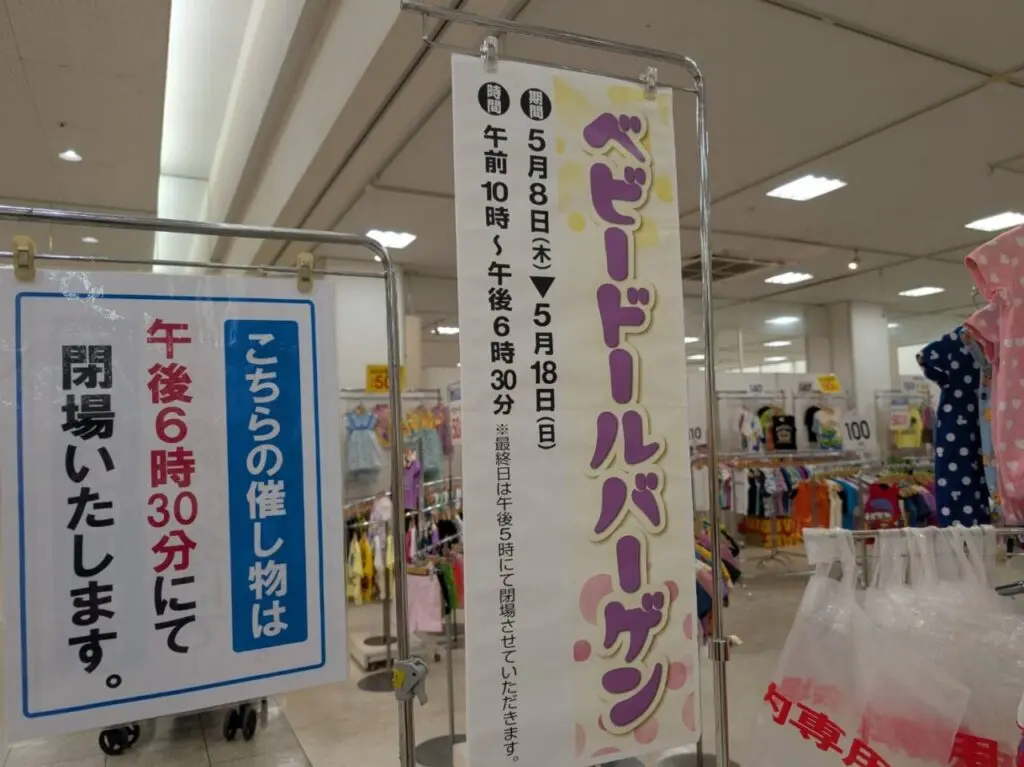 こちらの催し物は
午後6時30分にて
閉場いたします。
ベビードールバーゲン
期間 5月8日(木)▼5月18日(日)
時間 午前10時～午後6時30分 ※最終日は午後5時にて閉場させていただきます。
100
専用